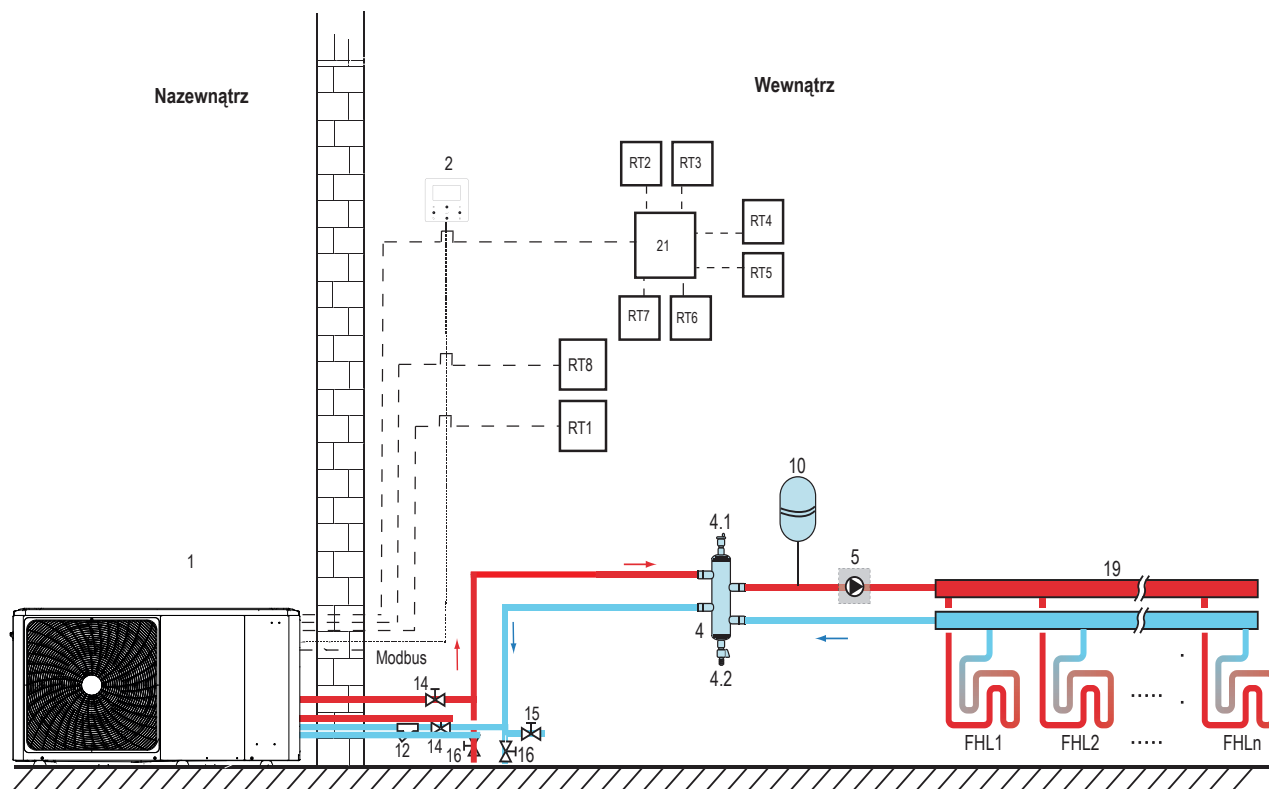 Nazewnątrz
Wewnątrz
2
RT2
RT3
21
RT4
RT5
RT7
RT6
RT8
RT1
10
4.1
5
19
1
4
4.2
Modbus
14
15
12
14
16
16
FHL1
FHL2
.....
.....
FHLn